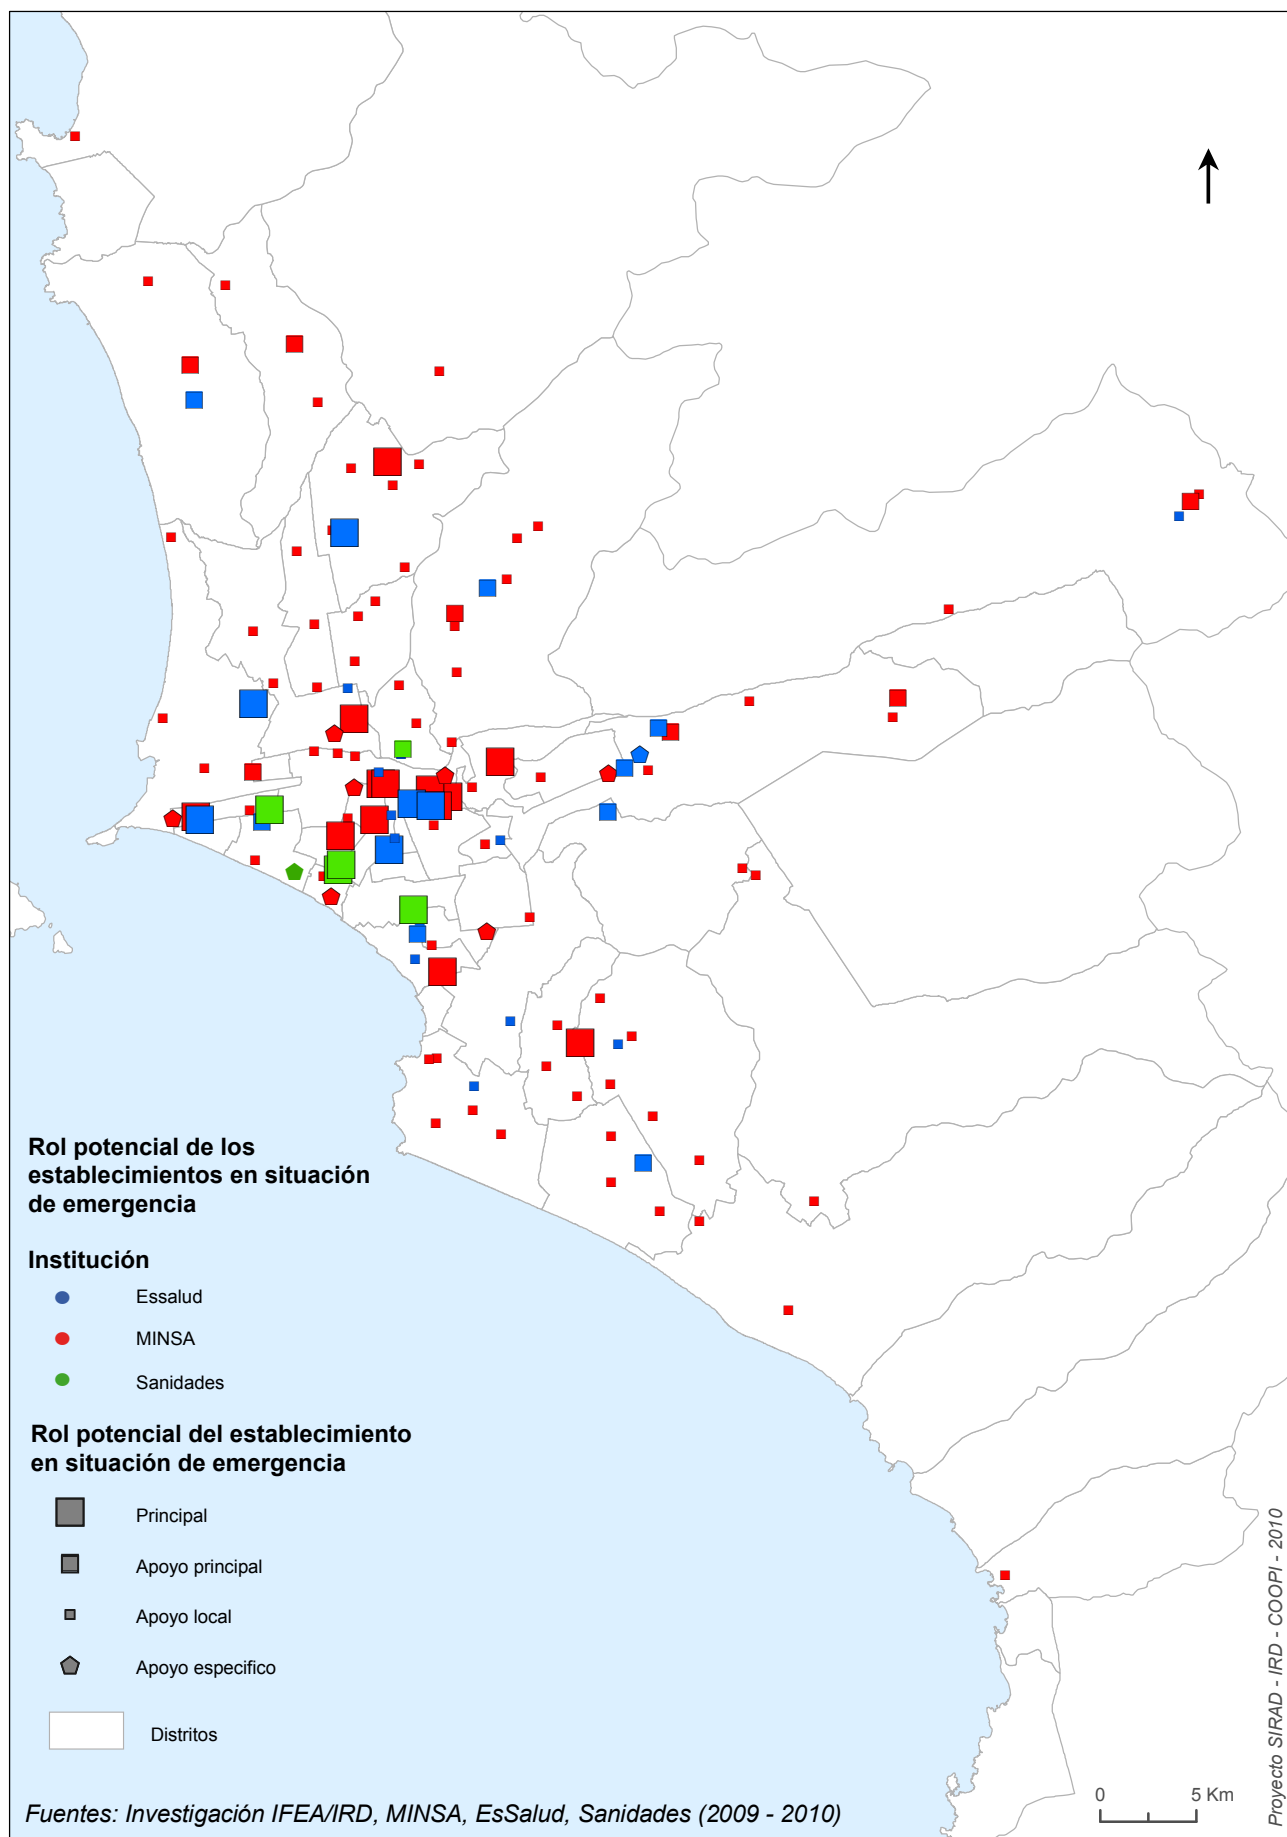 Rol potencial de los
establecimientos en situación
de emergencia
Institución
Essalud
MINSA
Sanidades
Rol potencial del establecimiento
en situación de emergencia
Principal
Apoyo principal
Apoyo local
Apoyo especifico
Distritos
Fuentes: Investigación IFEA/IRD, MINSA, EsSalud, Sanidades (2009 - 2010)
0 5 Km
Proyecto SIRAD - IRD - COOPI - 2010